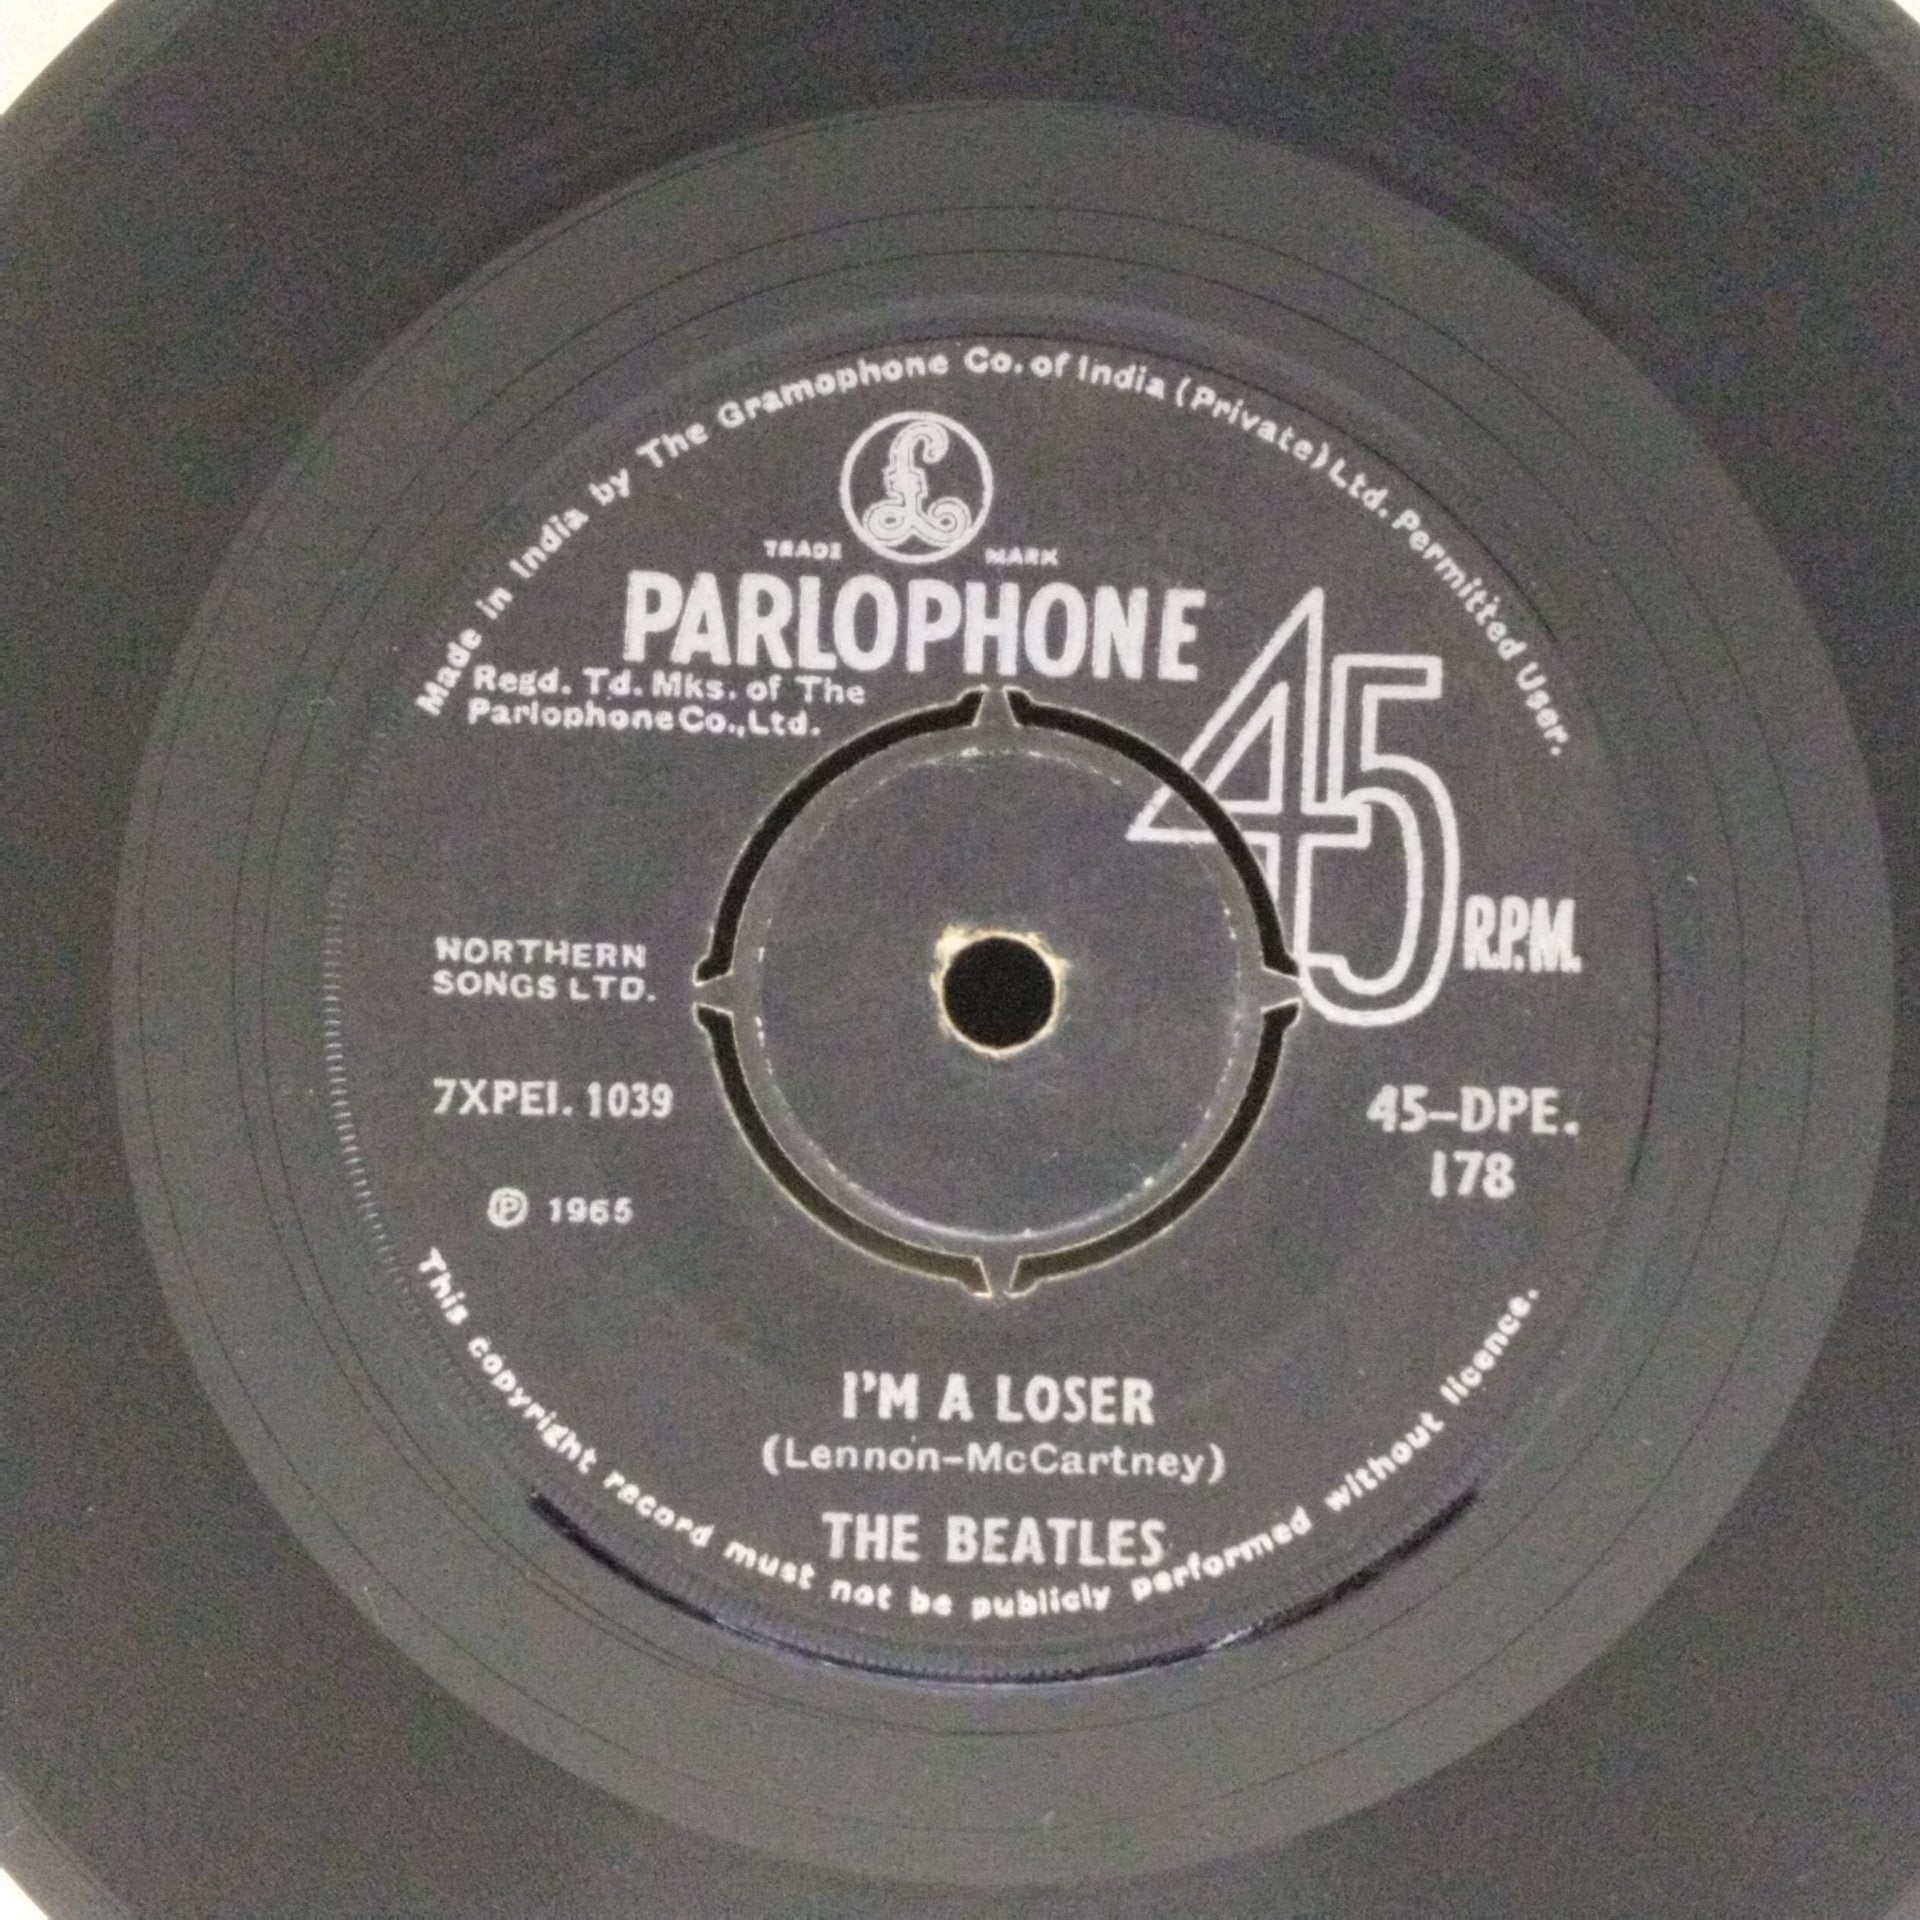 Made in India by The Gramophone Co. of India (Private) Ltd. Permitted User.
£
TRADE MARK
PARLOPHONE
Regd. Td. Mks. of The
Parlophone Co., Ltd.
45 R.P.M.
NORTHERN
SONGS LTD.
7XPEI. 1039
45-DPE.
178
℗ 1965
I'M A LOSER
(Lennon-McCartney)
THE BEATLES
This copyright record must not be publicly performed without licence.